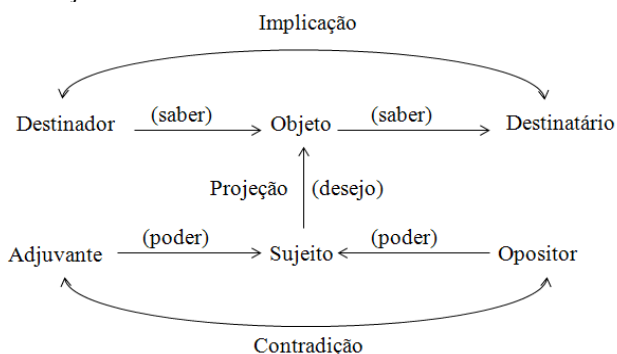 Implicação
Destinador (saber) Objeto (saber) Destinatário
Projeção (desejo)
Adjuvante (poder) Sujeito (poder) Opositor
Contradição